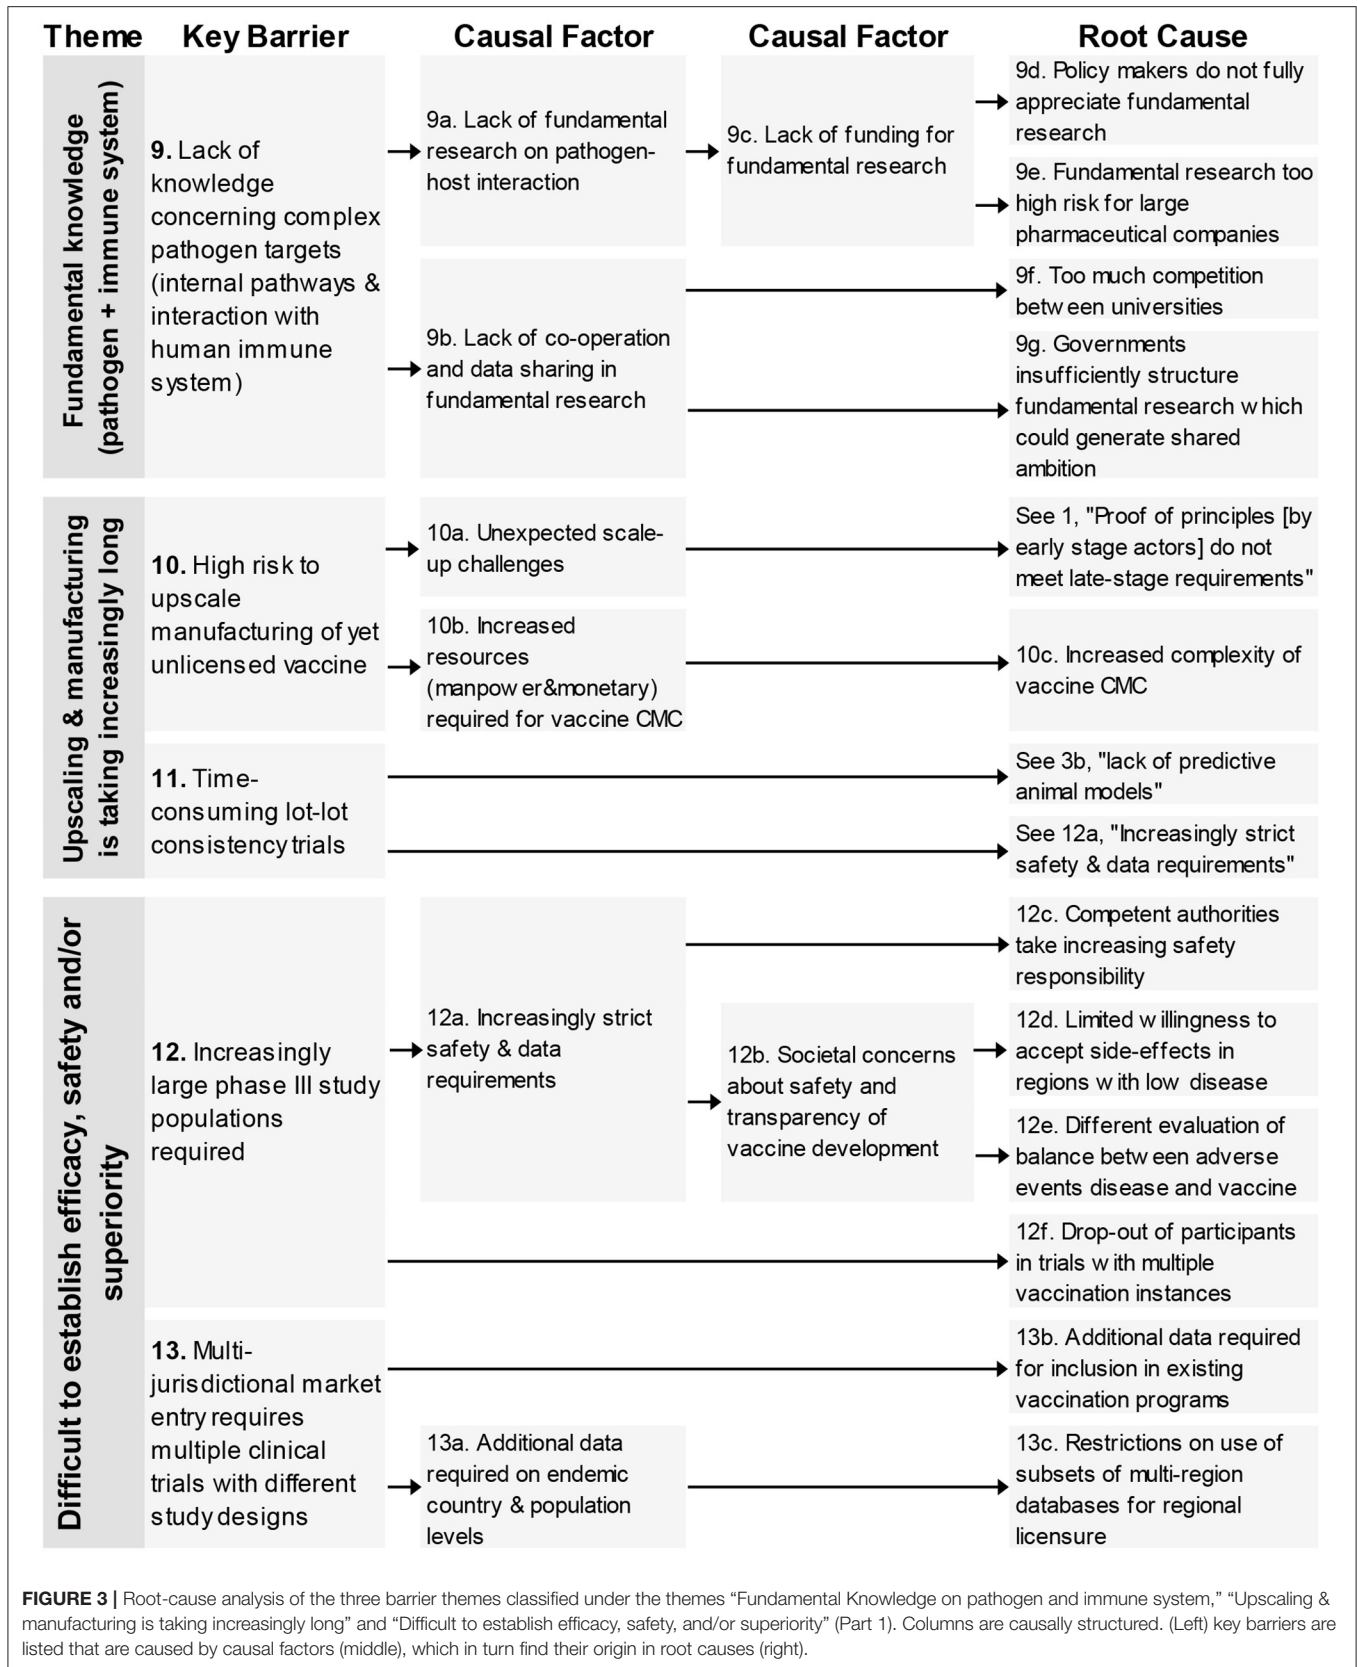 Theme Key Barrier Causal Factor Causal Factor Root Cause
Fundamental knowledge
(pathogen + immune system)
9. Lack of
knowledge
concerning complex
pathogen targets
(internal pathways &
interaction with
human immune
system)
9a. Lack of fundamental
research on pathogen-
host interaction
9c. Lack of funding for
fundamental research
9d. Policy makers do not fully
appreciate fundamental
research
9e. Fundamental research too
high risk for large
pharmaceutical companies
9b. Lack of co-operation
and data sharing in
fundamental research
9f. Too much competition
between universities
9g. Governments
insufficiently structure
fundamental research which
could generate shared
ambition
Upscaling & manufacturing
is taking increasingly long
10. High risk to
upscale
manufacturing of yet
unlicensed vaccine
10a. Unexpected scale-
up challenges
See 1, "Proof of principles [by
early stage actors] do not
meet late-stage requirements"
10b. Increased
resources
(manpower&monetary)
required for vaccine CMC
10c. Increased complexity of
vaccine CMC
11. Time-
consuming lot-lot
consistency trials
See 3b, "lack of predictive
animal models"
See 12a, "Increasingly strict
safety & data requirements"
Difficult to establish efficacy, safety and/or
superiority
12. Increasingly
large phase III study
populations
required
12a. Increasingly strict
safety & data
requirements
12c. Competent authorities
take increasing safety
responsibility
12b. Societal concerns
about safety and
transparency of
vaccine development
12d. Limited willingness to
accept side-effects in
regions with low disease
12e. Different evaluation of
balance between adverse
events disease and vaccine
12f. Drop-out of participants
in trials with multiple
vaccination instances
13. Multi-
jurisdictional market
entry requires
multiple clinical
trials with different
study designs
13b. Additional data required
for inclusion in existing
vaccination programs
13a. Additional data
required on endemic
country & population
levels
13c. Restrictions on use of
subsets of multi-region
databases for regional
licensure
FIGURE 3 | Root-cause analysis of the three barrier themes classified under the themes “Fundamental Knowledge on pathogen and immune system,” “Upscaling &
manufacturing is taking increasingly long” and “Difficult to establish efficacy, safety, and/or superiority” (Part 1). Columns are causally structured. (Left) key barriers are
listed that are caused by causal factors (middle), which in turn find their origin in root causes (right).